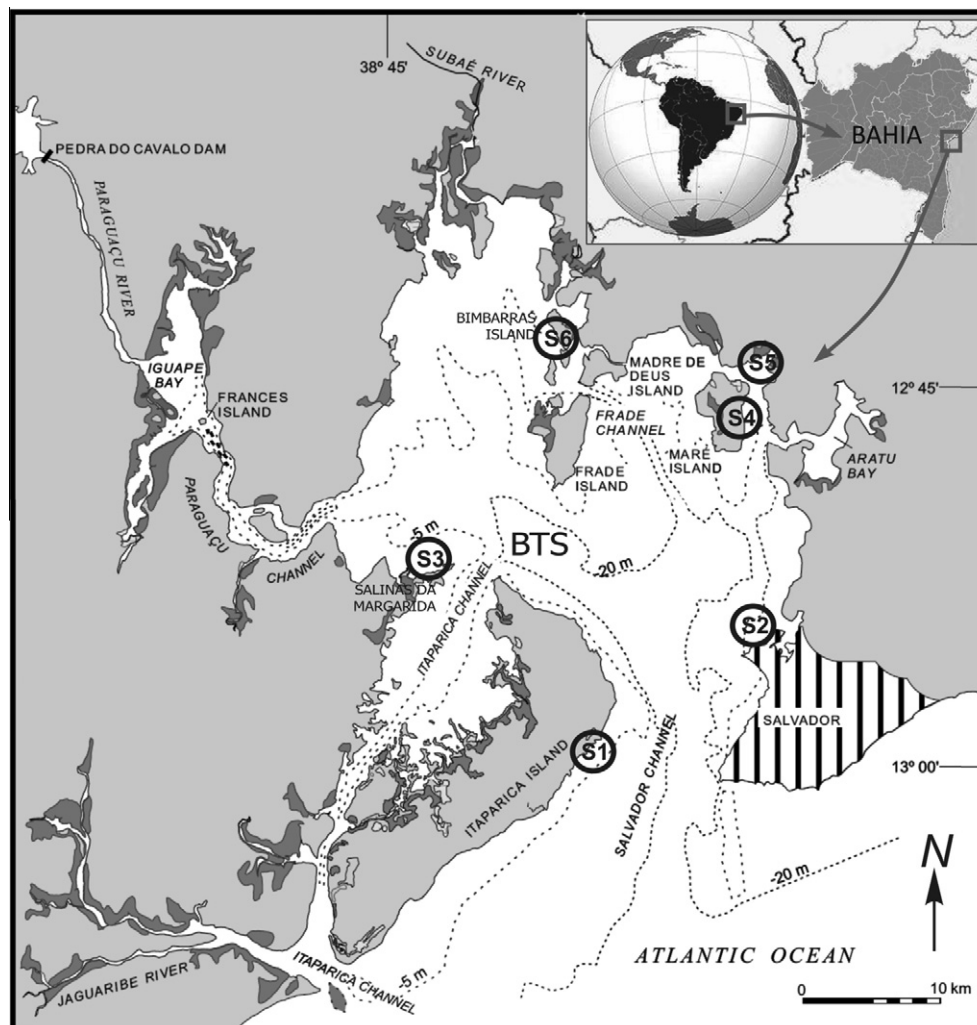 38º 45'
SUBAÉ RIVER
BAHIA
PEDRA DO CAVALO DAM
PARAGUAÇU
RIVER
BIMBARRAS
ISLAND
S6
MADRE DE
DEUS
ISLAND
S5
12º 45'
IGUAPE
BAY
FRANCES
ISLAND
FRADE
CHANNEL
S4
MARÉ
ISLAND
ARATU
BAY
FRADE
ISLAND
PARAGUAÇU
CHANNEL
-5 m
BTS
-20 m
S3
SALINAS DA
MARGARIDA
ITAPARICA CHANNEL
S2
SALVADOR
S1
ITAPARICA ISLAND
SALVADOR CHANNEL
13º 00'
N
-20 m
ATLANTIC OCEAN
-5 m
ITAPARICA CHANNEL
JAGUARIBE RIVER
0 10 km